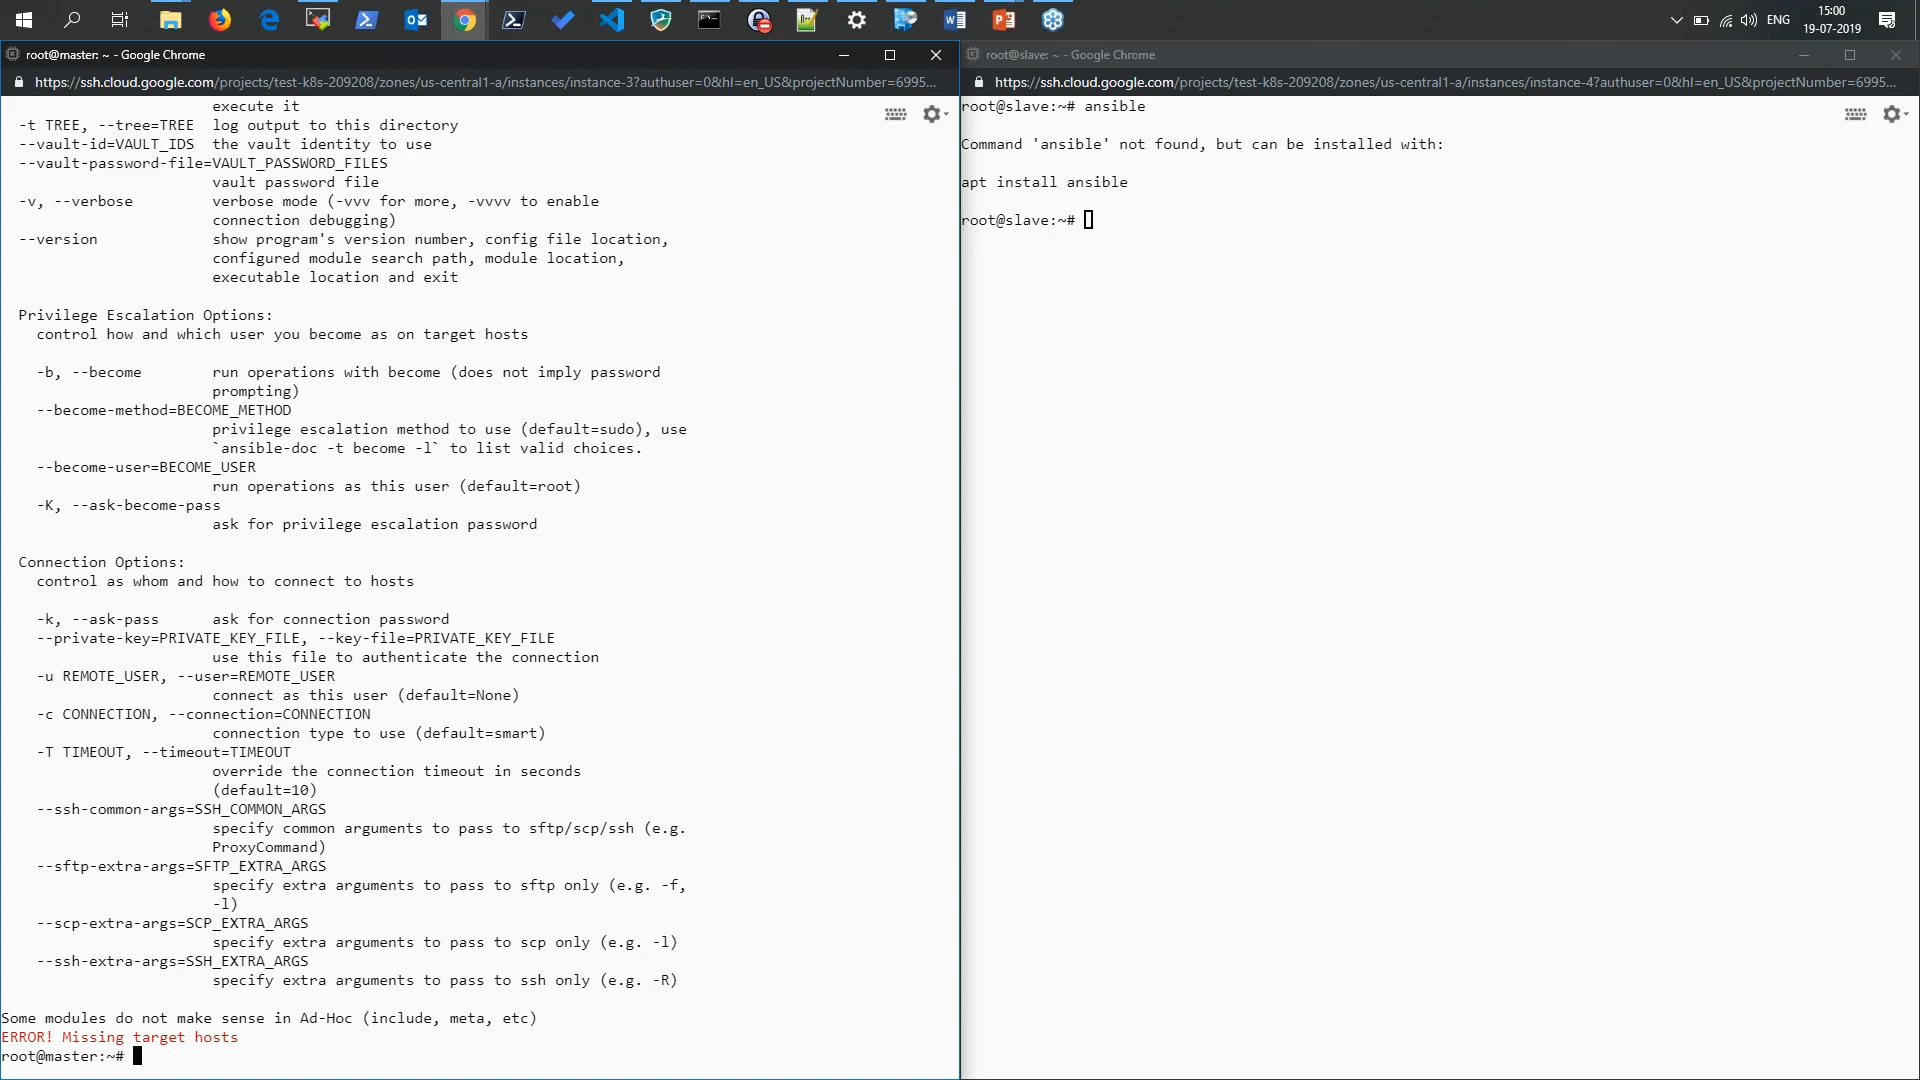 ENG
15:00
19-07-2019
root@master: ~ - Google Chrome
https://ssh.cloud.google.com/projects/test-k8s-209208/zones/us-central1-a/instances/instance-3?authuser=0&hl=en_US&projectNumber=6995...
execute it
-t TREE, --tree=TREE  log output to this directory
--vault-id=VAULT_IDS  the vault identity to use
--vault-password-file=VAULT_PASSWORD_FILES
vault password file
-v, --verbose         verbose mode (-vvv for more, -vvvv to enable
connection debugging)
--version             show program's version number, config file location,
configured module search path, module location,
executable location and exit
Privilege Escalation Options:
control how and which user you become as on target hosts
-b, --become        run operations with become (does not imply password
prompting)
--become-method=BECOME_METHOD
privilege escalation method to use (default=sudo), use
`ansible-doc -t become -l` to list valid choices.
--become-user=BECOME_USER
run operations as this user (default=root)
-K, --ask-become-pass
ask for privilege escalation password
Connection Options:
control as whom and how to connect to hosts
-k, --ask-pass      ask for connection password
--private-key=PRIVATE_KEY_FILE, --key-file=PRIVATE_KEY_FILE
use this file to authenticate the connection
-u REMOTE_USER, --user=REMOTE_USER
connect as this user (default=None)
-c CONNECTION, --connection=CONNECTION
connection type to use (default=smart)
-T TIMEOUT, --timeout=TIMEOUT
override the connection timeout in seconds
(default=10)
--ssh-common-args=SSH_COMMON_ARGS
specify common arguments to pass to sftp/scp/ssh (e.g.
ProxyCommand)
--sftp-extra-args=SFTP_EXTRA_ARGS
specify extra arguments to pass to sftp only (e.g. -f,
-l)
--scp-extra-args=SCP_EXTRA_ARGS
specify extra arguments to pass to scp only (e.g. -l)
--ssh-extra-args=SSH_EXTRA_ARGS
specify extra arguments to pass to ssh only (e.g. -R)
Some modules do not make sense in Ad-Hoc (include, meta, etc)
ERROR! Missing target hosts
root@master:~#
root@slave: ~ - Google Chrome
https://ssh.cloud.google.com/projects/test-k8s-209208/zones/us-central1-a/instances/instance-4?authuser=0&hl=en_US&projectNumber=6995...
root@slave:~# ansible
Command 'ansible' not found, but can be installed with:
apt install ansible
root@slave:~#